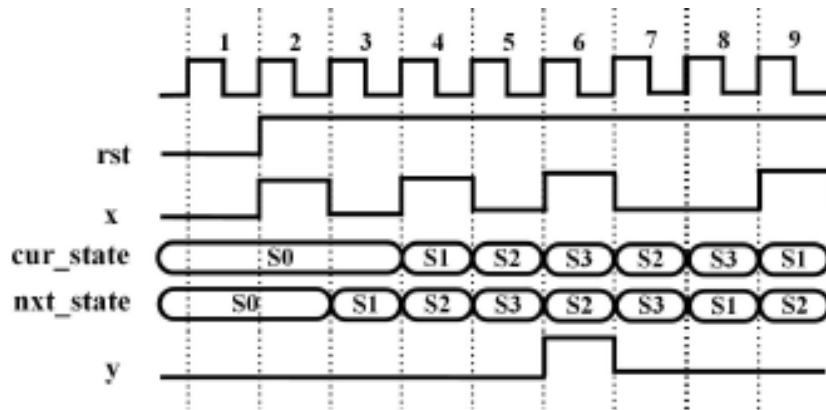 1 2 3 4 5 6 7 8 9
rst
x
cur_state S0 S1 S2 S3 S2 S3 S1
nxt_state S0 S1 S2 S3 S2 S3 S1 S2
y